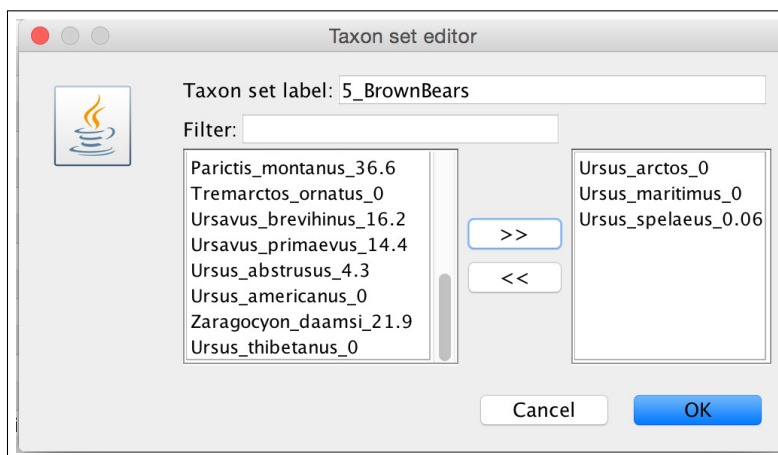 Taxon set editor
Taxon set label: 5_BrownBears
Filter:
Parictis_montanus_36.6
Tremarctos_ornatus_0
Ursavus_brevihinus_16.2
Ursavus_primaevus_14.4
Ursus_abstrusus_4.3
Ursus_americanus_0
Zaragocyon_daamsi_21.9
Ursus_thibetanus_0
>>
<<
Ursus_arctos_0
Ursus_maritimus_0
Ursus_spelaeus_0.06
Cancel
OK